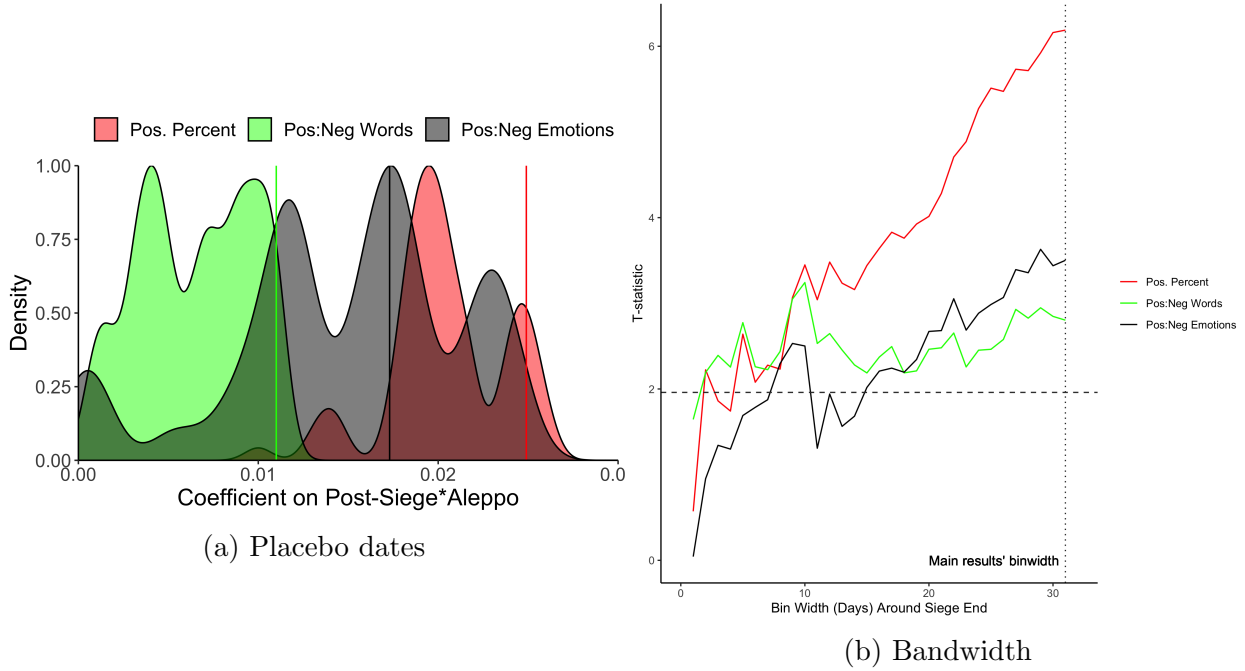 Pos. Percent Pos:Neg Words Pos:Neg Emotions
1.00
0.75
0.50
0.25
0.00
Density
0.00 0.01 0.02 0.0
Coefficient on Post-Siege*Aleppo
(a) Placebo dates
6
4
2
0
T-statistic
Pos. Percent
Pos:Neg Words
Pos:Neg Emotions
Main results' binwidth
0 10 20 30
Bin Width (Days) Around Siege End
(b) Bandwidth